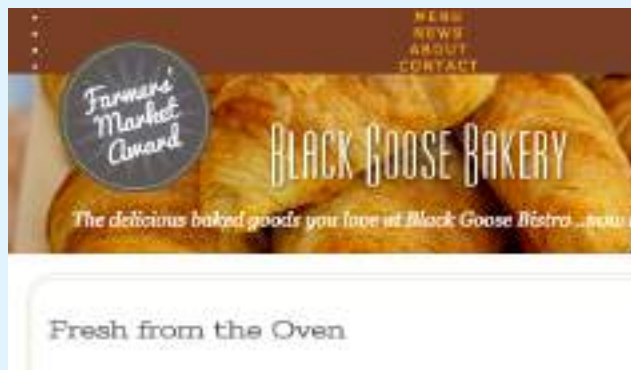 MENU
NEWS
ABOUT
CONTACT
Farmers'
Market
Award
BLACK GOOSE BAKERY
The delicious baked goods you love at Black Goose Bistro ...now
Fresh from the Oven